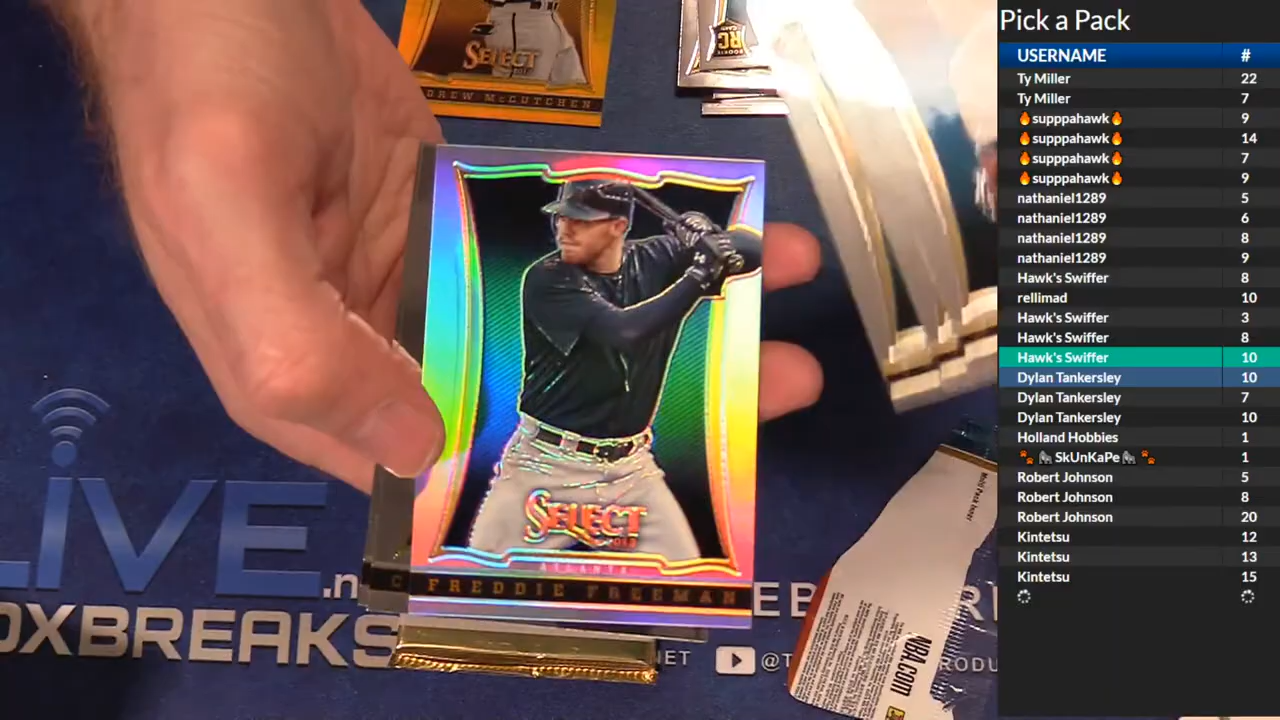 SELECT
DREW McCUTCHEN
RC
SELECT
2013
ATLANTA
FREDDIE FREEMAN
LIVE
OXBREAKS
NET
NBA.com
Pick a Pack
USERNAME #
Ty Miller 22
Ty Miller 7
🔥supppahawk🔥 9
🔥supppahawk🔥 14
🔥supppahawk🔥 7
🔥supppahawk🔥 9
nathaniel1289 5
nathaniel1289 6
nathaniel1289 8
nathaniel1289 9
Hawk's Swiffer 8
rellimad 10
Hawk's Swiffer 3
Hawk's Swiffer 8
Hawk's Swiffer 10
Dylan Tankersley 10
Dylan Tankersley 7
Dylan Tankersley 10
Holland Hobbies 1
🐾🦍SkUnKaPe🦍🐾 1
Robert Johnson 5
Robert Johnson 8
Robert Johnson 20
Kintetsu 12
Kintetsu 13
Kintetsu 15